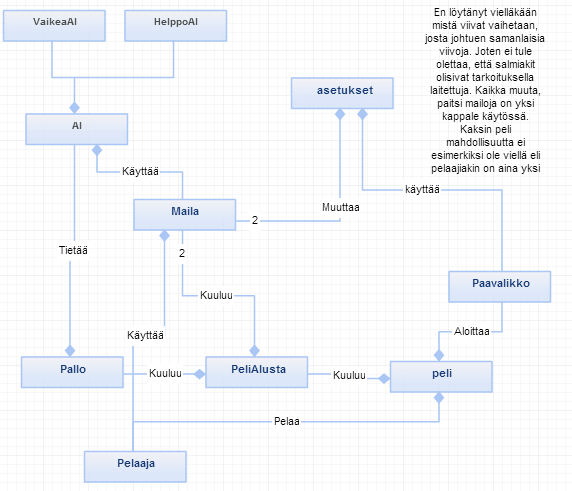 VaikeaAI
HelppoAI
En löytänyt vielläkään
mistä viivat vaihetaan,
josta johtuen samanlaisia
viivoja. Joten ei tule
olettaa, että salmiakit
olisivat tarkoituksella
laitettuja. Kaikka muuta,
paitsi mailoja on yksi
kappale käytössä.
Kaksin peli
mahdollisuutta ei
esimerkiksi ole viellä eli
pelaajiakin on aina yksi
asetukset
AI
Käyttää
käyttää
Maila
Muuttaa
2
2
Tietää
Paavalikko
Kuuluu
Käyttää
Aloittaa
Pallo
Kuuluu
PeliAlusta
Kuuluu
peli
Pelaa
Pelaaja